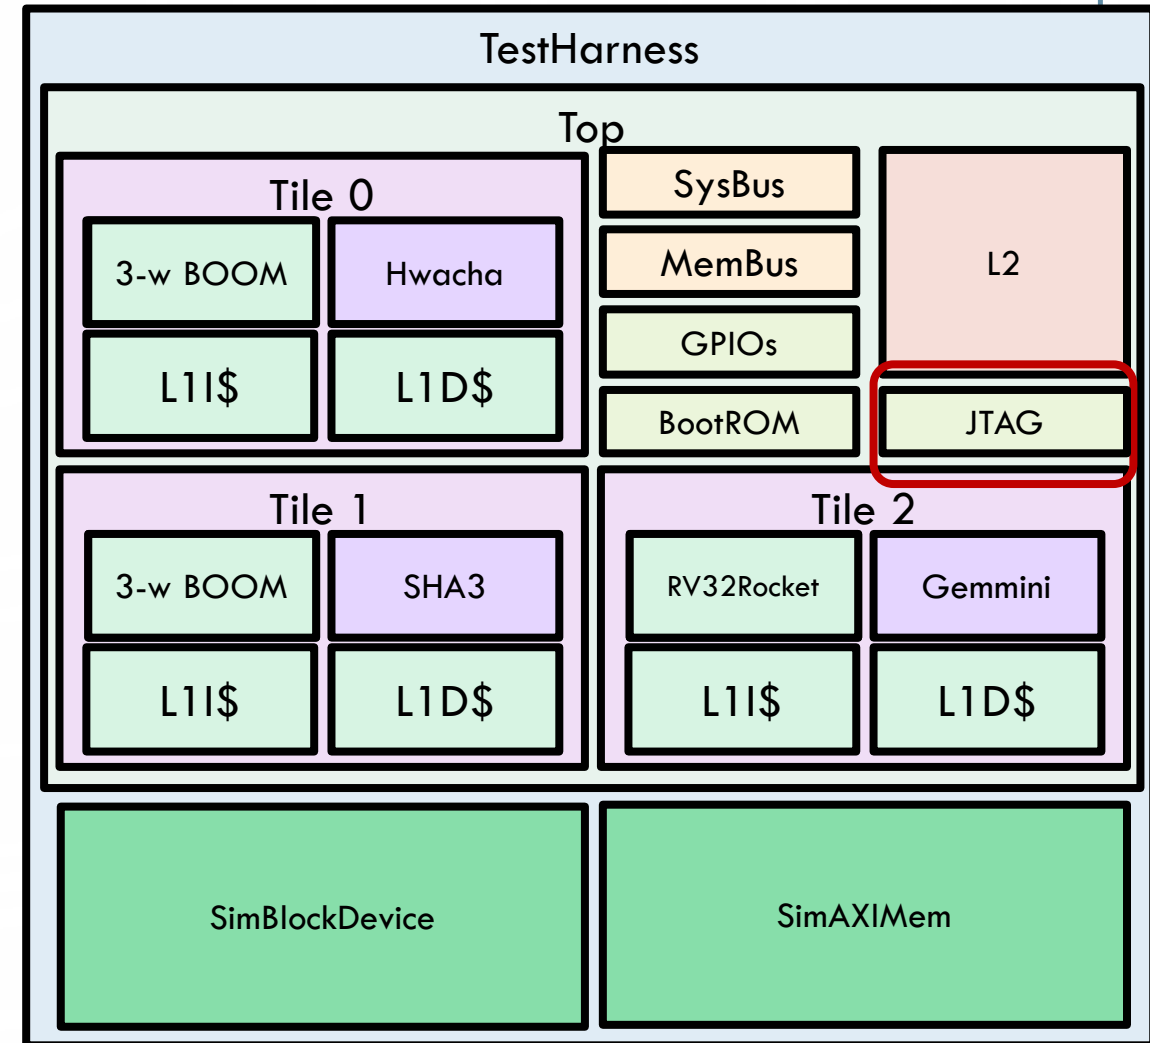 TestHarness
Top
Tile 0
3-w BOOM
Hwacha
L1I$
L1D$
SysBus
MemBus
GPIOs
BootROM
L2
JTAG
Tile 1
3-w BOOM
SHA3
L1I$
L1D$
Tile 2
RV32Rocket
Gemmini
L1I$
L1D$
SimBlockDevice
SimAXIMem